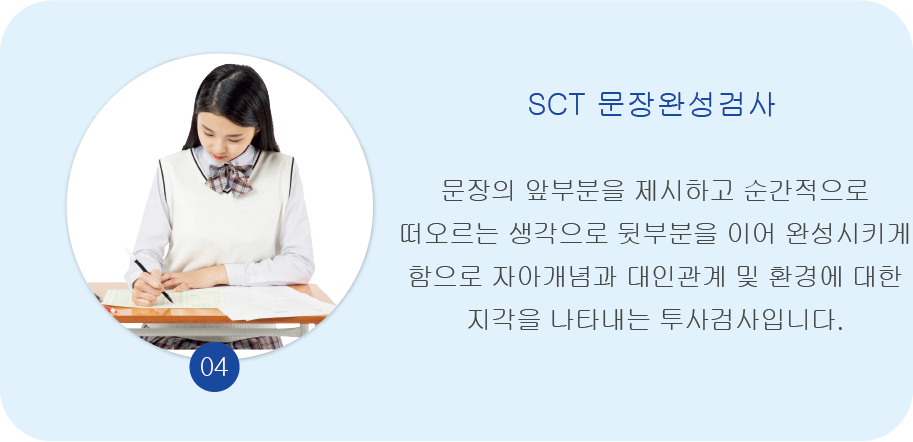 SCT 문장완성검사
문장의 앞부분을 제시하고 순간적으로
떠오르는 생각으로 뒷부분을 이어 완성시키게
함으로 자아개념과 대인관계 및 환경에 대한
지각을 나타내는 투사검사입니다.
04